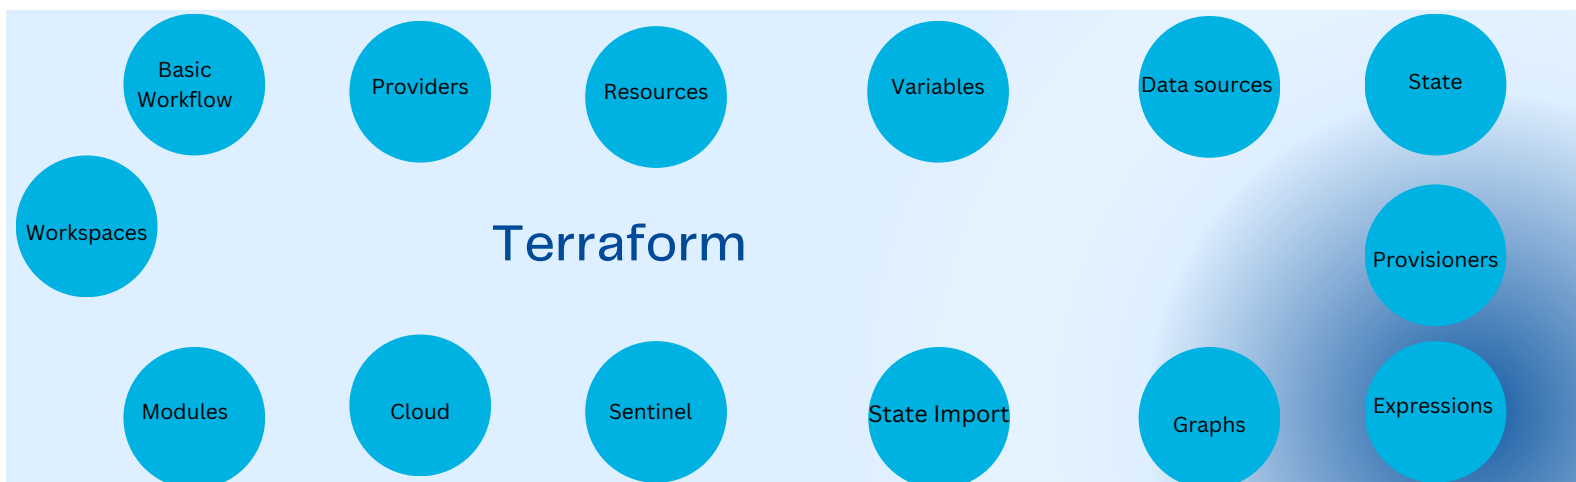 Basic
Workflow
Providers
Resources
Variables
Data sources
State
Workspaces
Terraform
Provisioners
Modules
Cloud
Sentinel
State Import
Graphs
Expressions